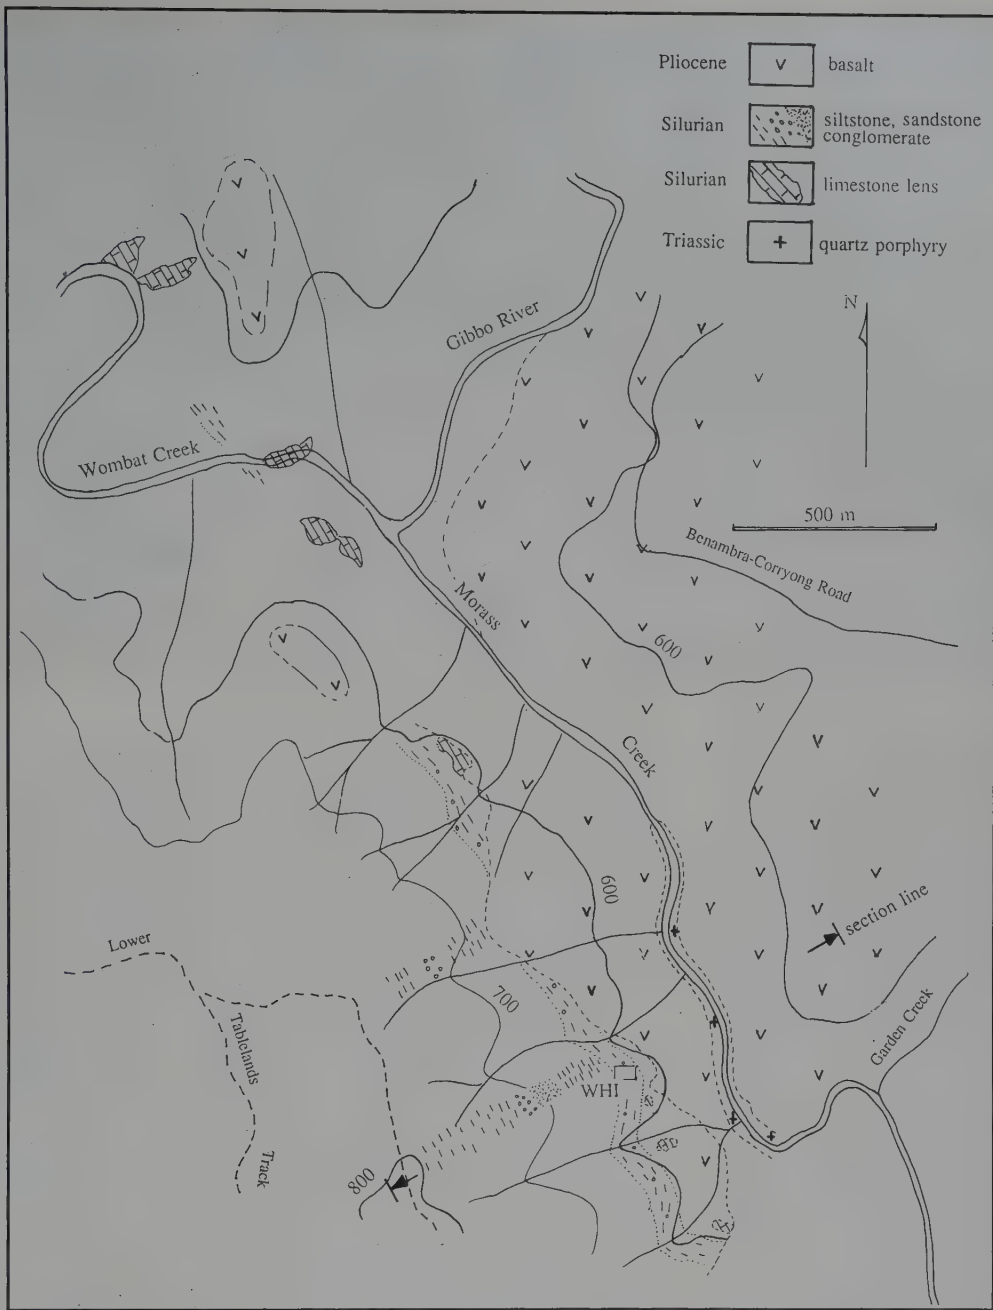 Pliocene v basalt
Silurian siltstone, sandstone
conglomerate
Silurian limestone lens
Triassic + quartz porphyry
N
Gibbo River
Wombat Creek
500 m
Benambra-Corryong Road
Morass
600
Creek
600
section line
Lower
700
Garden Creek
Tablelands
WHI
Track
800